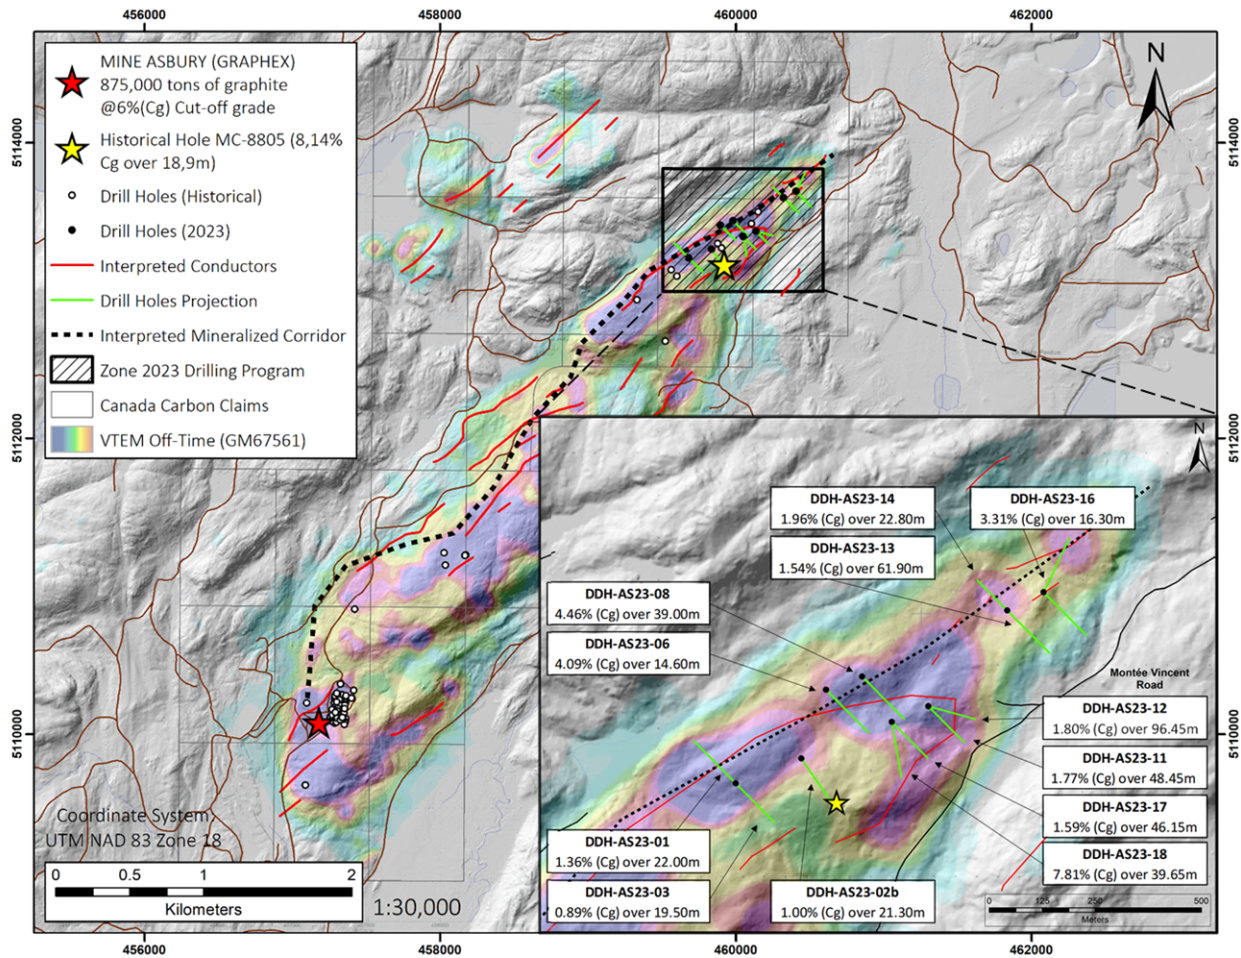 456000
458000
460000
462000
N
MINE ASBURY (GRAPHEX)
875,000 tons of graphite
@6%(Cg) Cut-off grade
Historical Hole MC-8805 (8,14%
Cg over 18,9m)
Drill Holes (Historical)
Drill Holes (2023)
Interpreted Conductors
Drill Holes Projection
Interpreted Mineralized Corridor
Zone 2023 Drilling Program
Canada Carbon Claims
VTEM Off-Time (GM67561)
5114000
5114000
5112000
5112000
5110000
5110000
N
DDH-AS23-14
1.96% (Cg) over 22.80m
DDH-AS23-16
3.31% (Cg) over 16.30m
DDH-AS23-13
1.54% (Cg) over 61.90m
DDH-AS23-08
4.46% (Cg) over 39.00m
DDH-AS23-06
4.09% (Cg) over 14.60m
Montée Vincent
Road
DDH-AS23-12
1.80% (Cg) over 96.45m
DDH-AS23-11
1.77% (Cg) over 48.45m
DDH-AS23-17
1.59% (Cg) over 46.15m
DDH-AS23-18
7.81% (Cg) over 39.65m
DDH-AS23-01
1.36% (Cg) over 22.00m
DDH-AS23-03
0.89% (Cg) over 19.50m
DDH-AS23-02b
1.00% (Cg) over 21.30m
0 125 250 500
Meters
Coordinate System:
UTM NAD 83 Zone 18
0 0.5 1 2
Kilometers
1:30,000
456000
458000
460000
462000